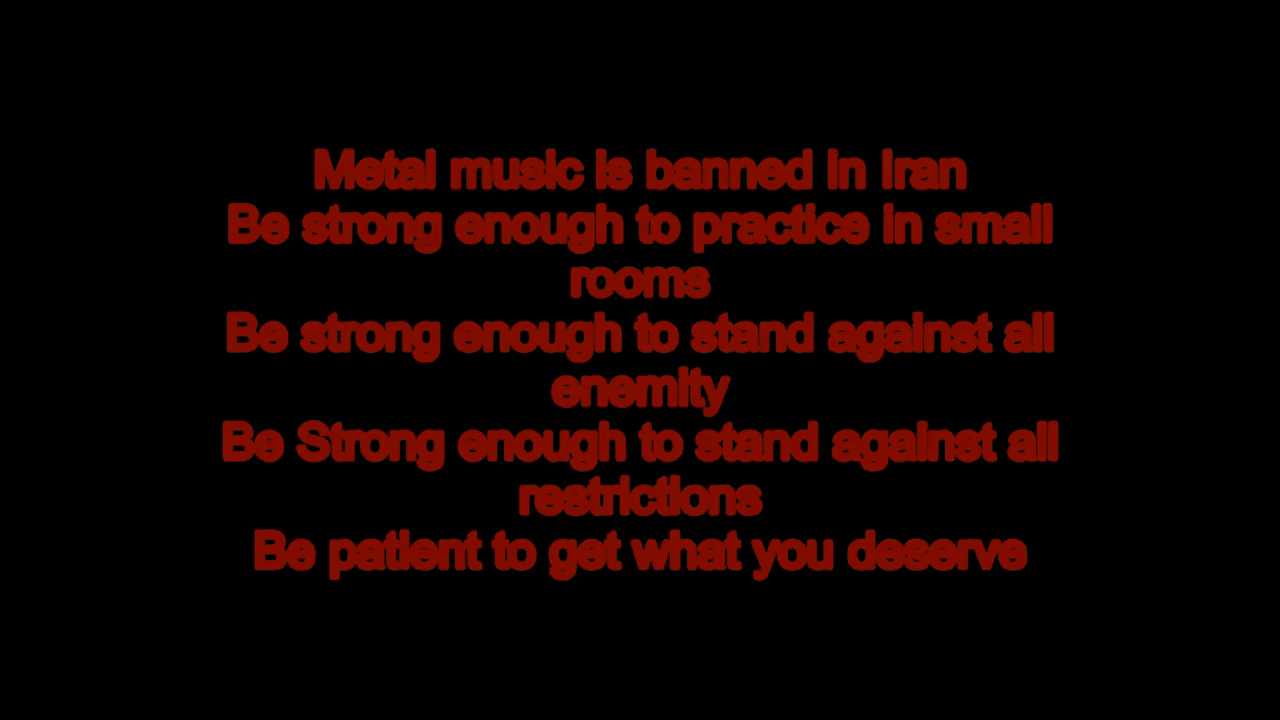 Metal music is banned in Iran
Be strong enough to practice in small
rooms
Be strong enough to stand against all
enemity
Be Strong enough to stand against all
restrictions
Be patient to get what you deserve